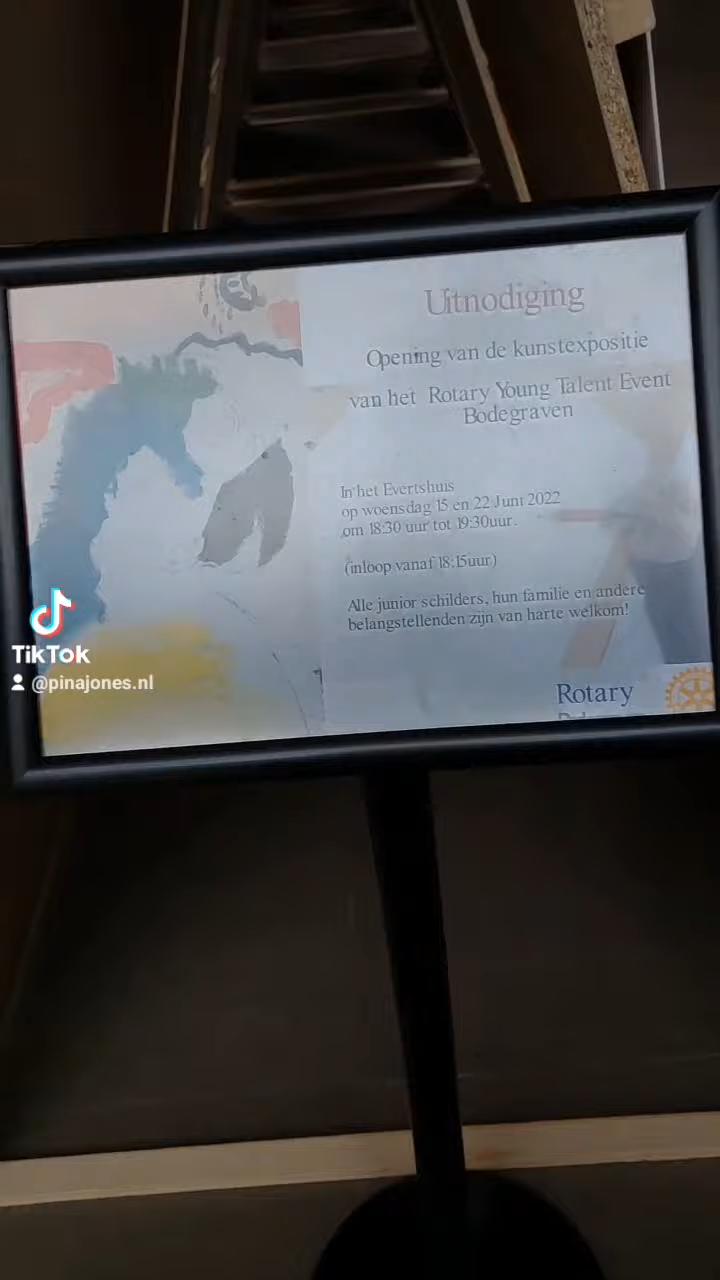 Uitnodiging
Opening van de kunstexpositie
van het Rotary Young Talent Event
Bodegraven
In het Evertshuis
op woensdag 15 en 22 Juni 2022
om 18:30 uur tot 19:30uur.
(inloop vanaf 18:15uur)
Alle junior schilders, hun familie en andere
belangstellenden zijn van harte welkom!
Rotary
TikTok
@pinajones.nl